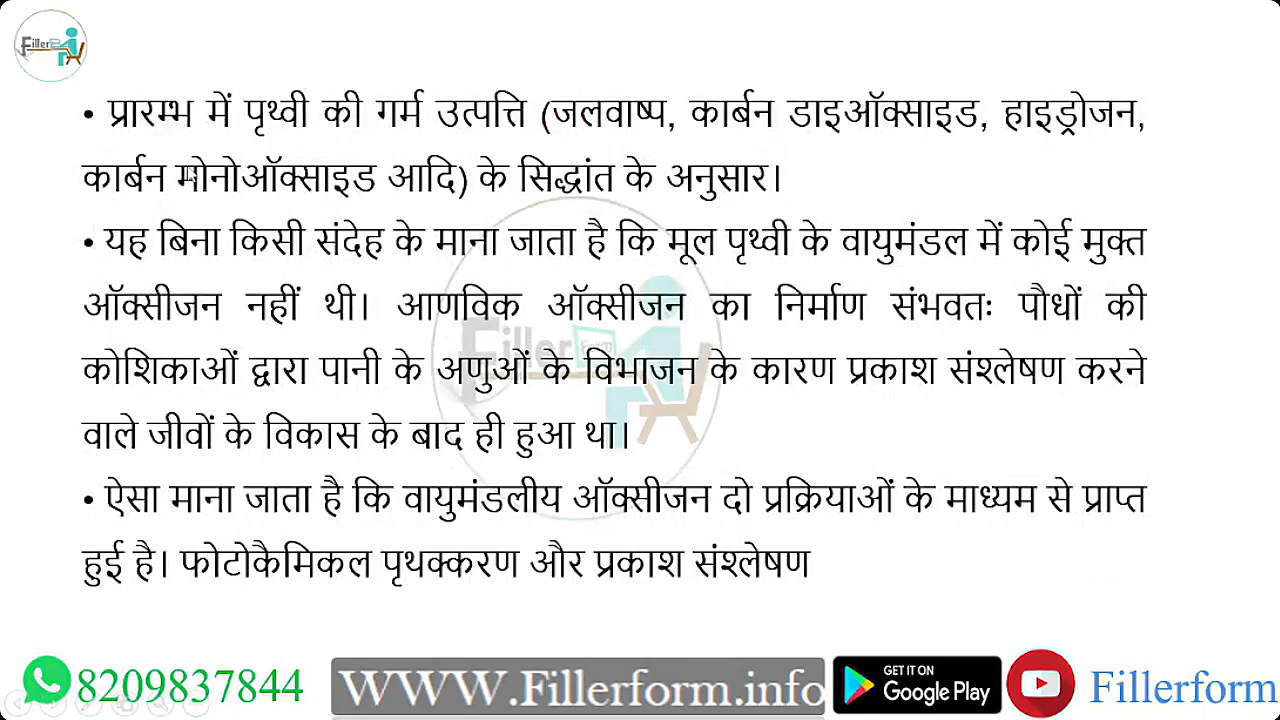 Fillerform
• प्रारम्भ में पृथ्वी की गर्म उत्पत्ति (जलवाष्प, कार्बन डाइऑक्साइड, हाइड्रोजन,
कार्बन मोनोऑक्साइड आदि) के सिद्धांत के अनुसार।
• यह बिना किसी संदेह के माना जाता है कि मूल पृथ्वी के वायुमंडल में कोई मुक्त
ऑक्सीजन नहीं थी। आणविक ऑक्सीजन का निर्माण संभवतः पौधों की
कोशिकाओं द्वारा पानी के अणुओं के विभाजन के कारण प्रकाश संश्लेषण करने
वाले जीवों के विकास के बाद ही हुआ था।
• ऐसा माना जाता है कि वायुमंडलीय ऑक्सीजन दो प्रक्रियाओं के माध्यम से प्राप्त
हुई है। फोटोकैमिकल पृथक्करण और प्रकाश संश्लेषण
8209837844 WWW.Fillerform.info GET IT ON Google Play Fillerform